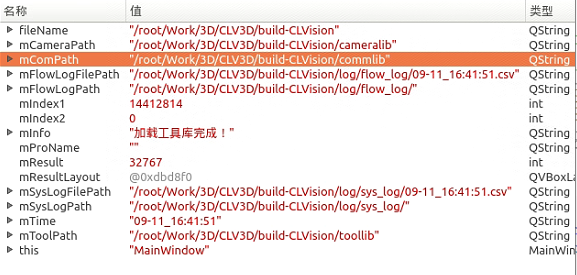 名称 值 类型
fileName "/root/Work/3D/CLV3D/build-CLVision" QString
mCameraPath "/root/Work/3D/CLV3D/build-CLVision/cameralib" QString
mComPath "/root/Work/3D/CLV3D/build-CLVision/commlib" QString
mFlowLogFilePath "/root/Work/3D/CLV3D/build-CLVision/log/flow_log/09-11_16:41:51.csv" QString
mFlowLogPath "/root/Work/3D/CLV3D/build-CLVision/log/flow_log/" QString
mIndex1 14412814 int
mIndex2 0 int
mInfo "加载工具库完成！" QString
mProName "" QString
mResult 32767 int
mResultLayout @0xdbd8f0 QVBoxLa
mSysLogFilePath "/root/Work/3D/CLV3D/build-CLVision/log/sys_log/09-11_16:41:51.csv" QString
mSysLogPath "/root/Work/3D/CLV3D/build-CLVision/log/sys_log/" QString
mTime "09-11_16:41:51" QString
mToolPath "/root/Work/3D/CLV3D/build-CLVision/toollib" QString
this "MainWindow" MainWin